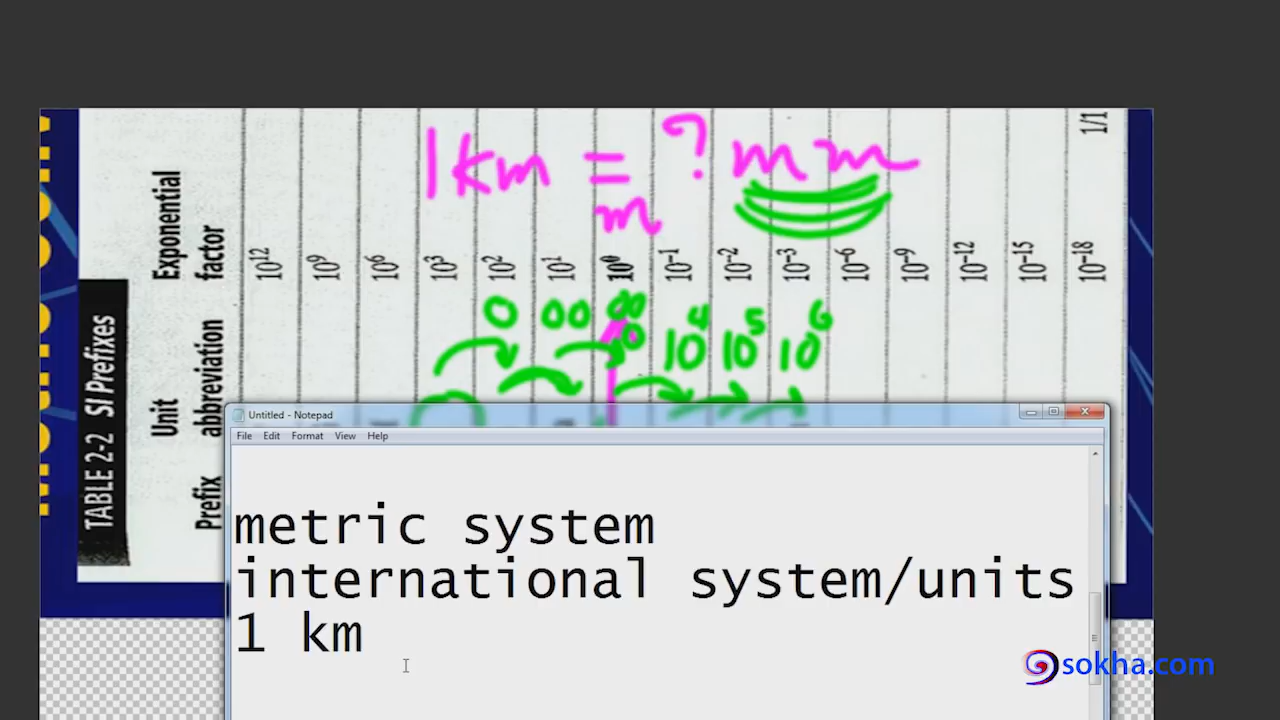 1km = ? mm
m
1/1
TABLE 2-2 SI Prefixes
Prefix
Unit abbreviation
Exponential factor
10¹²
10⁹
10⁶
10³
10²
10¹
10⁰
10⁻¹
10⁻²
10⁻³
10⁻⁶
10⁻⁹
10⁻¹²
10⁻¹⁵
10⁻¹⁸
0 00 00
0
10⁴ 10⁵ 10⁶
Untitled - Notepad
File Edit Format View Help
metric system
international system/units
1 km
sokha.com